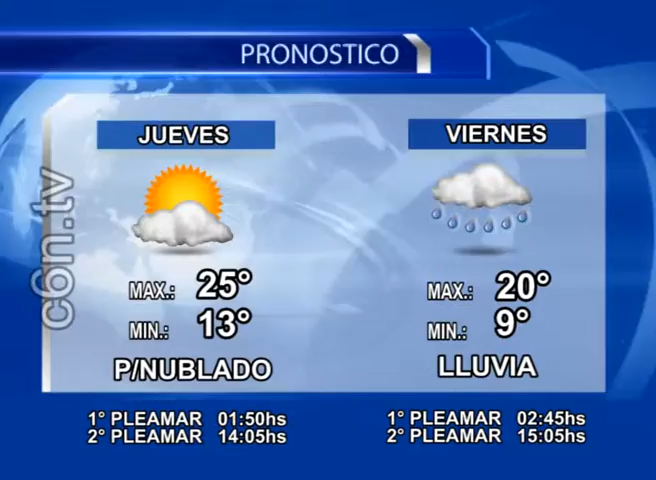 PRONOSTICO
JUEVES
MAX.: 25°
MIN.: 13°
P/NUBLADO
1° PLEAMAR 01:50hs
2° PLEAMAR 14:05hs
VIERNES
MAX.: 20°
MIN.: 9°
LLUVIA
1° PLEAMAR 02:45hs
2° PLEAMAR 15:05hs
c6n.tv